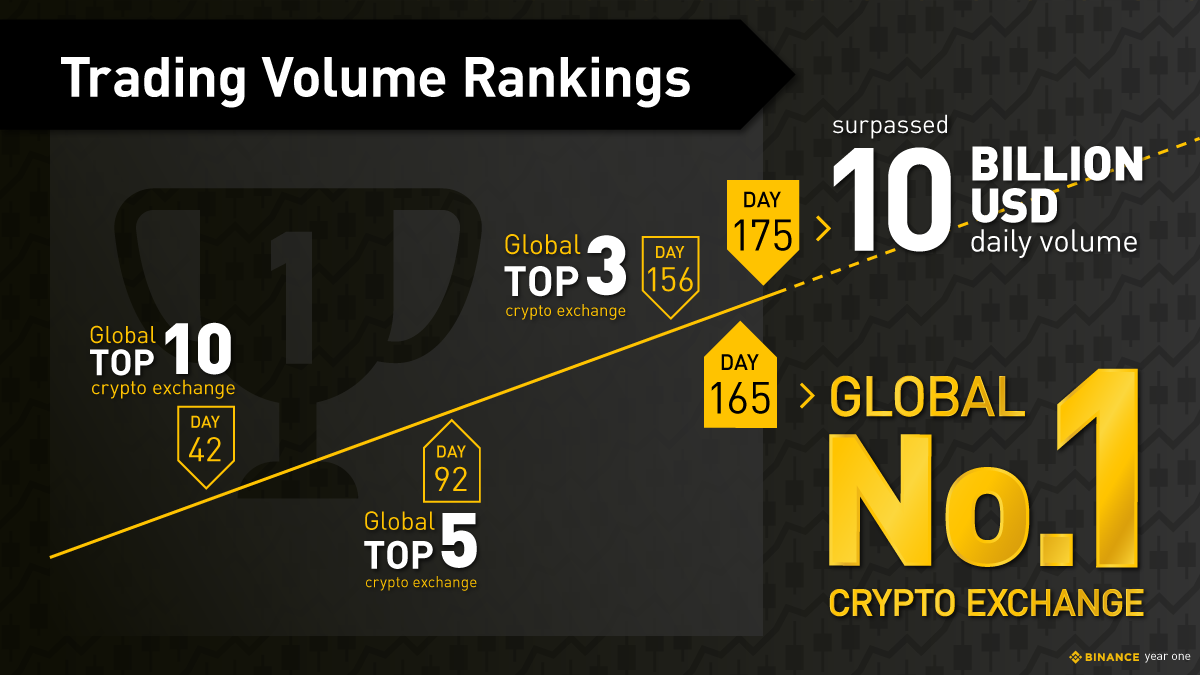 Trading Volume Rankings
Global
TOP 10
crypto exchange
DAY
42
DAY
92
Global
TOP 5
crypto exchange
Global
TOP 3
crypto exchange
DAY
156
DAY
175
surpassed
10 BILLION
USD
daily volume
DAY
165
GLOBAL
No.1
CRYPTO EXCHANGE
1
BINANCE year one